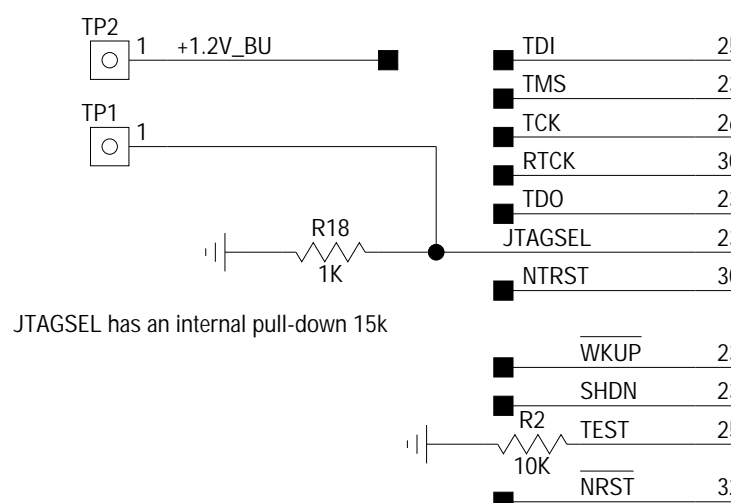 TP2
1 +1.2V_BU
TP1
1
TDI
TMS
TCK
RTCK
TDO
R18
1K
JTAGSEL
NTRST
JTAGSEL has an internal pull-down 15k
WKUP
SHDN
R2
10K
TEST
NRST